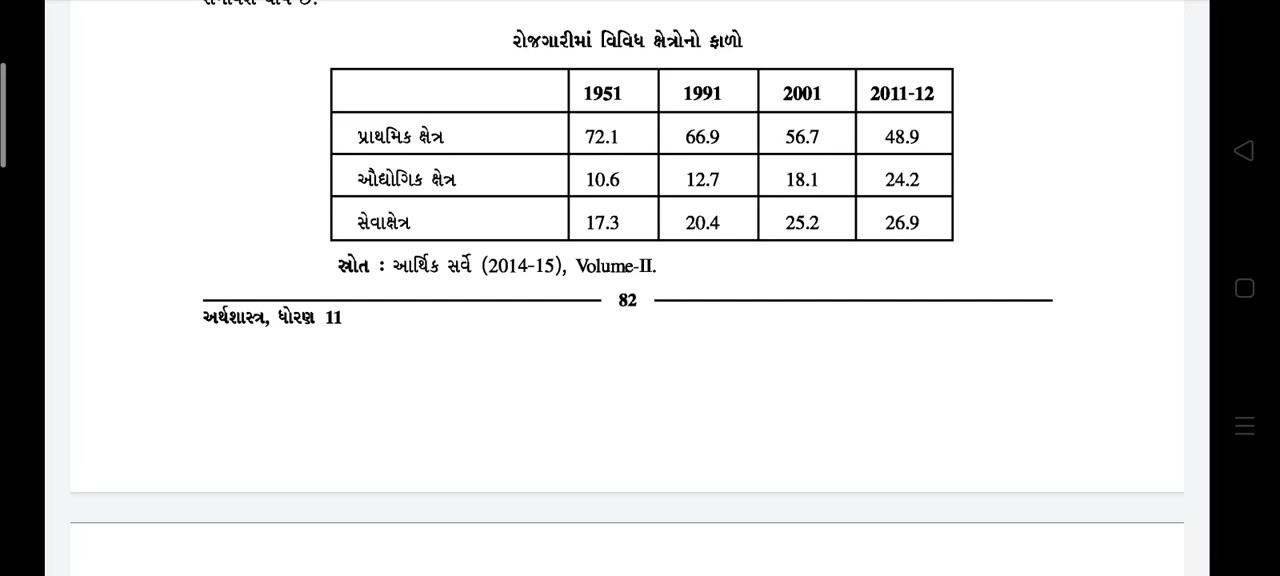 રોજગારીમાં વિવિધ ક્ષેત્રોનો ફાળો
1951 1991 2001 2011-12
પ્રાથમિક ક્ષેત્ર 72.1 66.9 56.7 48.9
ઔદ્યોગિક ક્ષેત્ર 10.6 12.7 18.1 24.2
સેવાક્ષેત્ર 17.3 20.4 25.2 26.9
સ્રોત : આર્થિક સર્વે (2014-15), Volume-II.
82
અર્થશાસ્ત્ર, ધોરણ 11